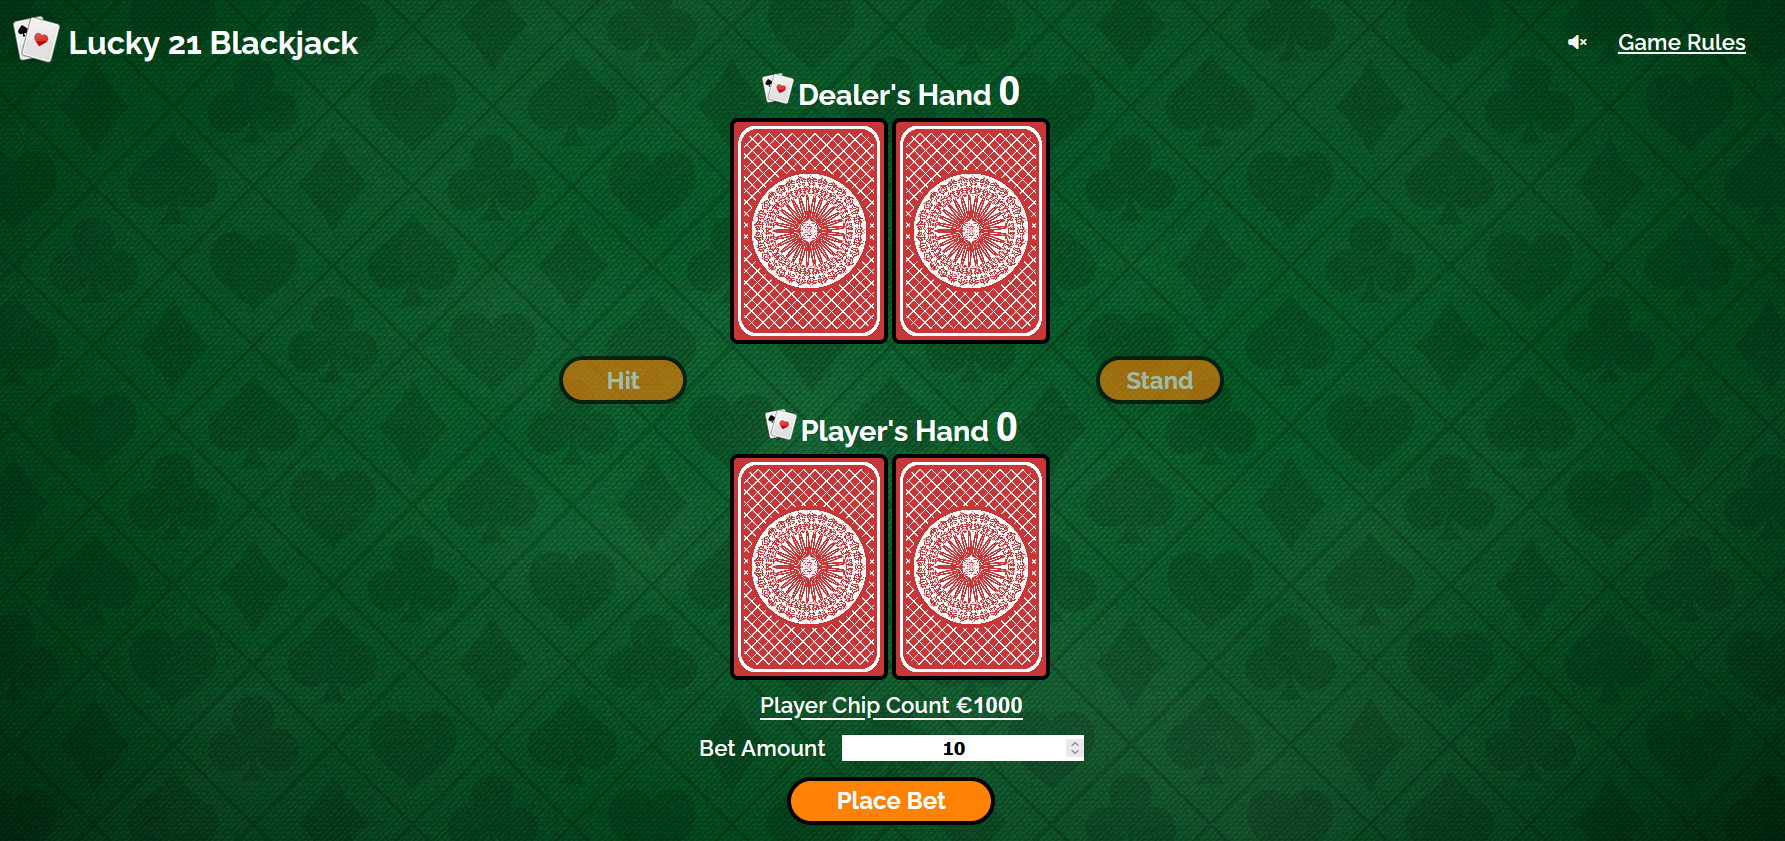 Lucky 21 Blackjack
Game Rules
Dealer's Hand 0
Hit
Stand
Player's Hand 0
Player Chip Count €1000
Bet Amount 10
Place Bet